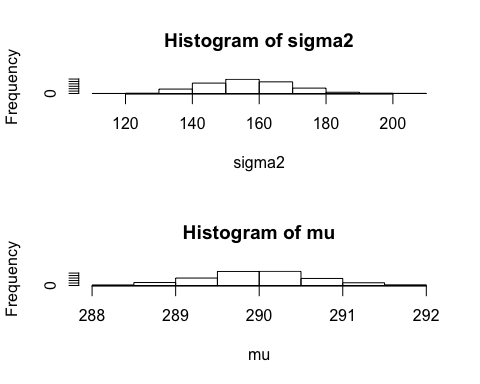 Histogram of sigma2
Frequency
0
120 140 160 180 200
sigma2
Histogram of mu
Frequency
0
288 289 290 291 292
mu